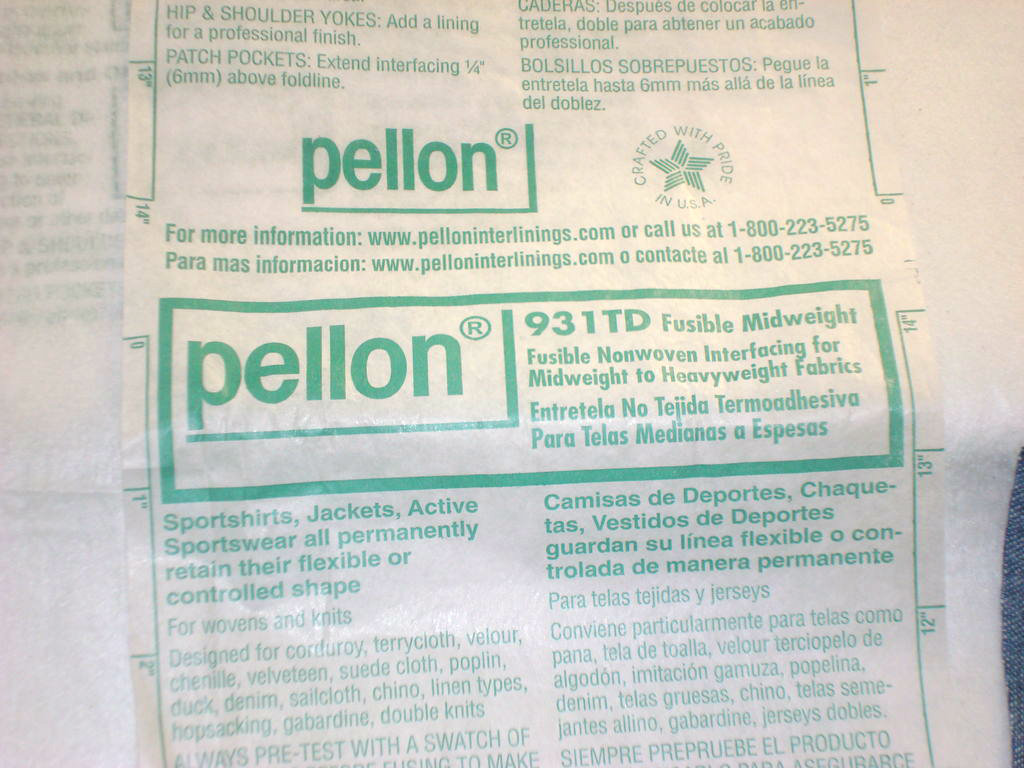 HIP & SHOULDER YOKES: Add a lining
for a professional finish.
PATCH POCKETS: Extend interfacing ¼"
(6mm) above foldline.
CADERAS: Después de colocar la en-
tretela, doble para abtener un acabado
professional.
BOLSILLOS SOBREPUESTOS: Pegue la
entretela hasta 6mm más allá de la línea
del doblez.
13"
14"
1"
0
pellon®
CRAFTED WITH PRIDE
IN U.S.A.
For more information: www.pelloninterlinings.com or call us at 1-800-223-5275
Para mas informacion: www.pelloninterlinings.com o contacte al 1-800-223-5275
pellon®
931TD Fusible Midweight
Fusible Nonwoven Interfacing for
Midweight to Heavyweight Fabrics
Entretela No Tejida Termoadhesiva
Para Telas Medianas a Espesas
0
1"
2"
14"
13"
12"
Sportshirts, Jackets, Active
Sportswear all permanently
retain their flexible or
controlled shape
For wovens and knits
Designed for corduroy, terrycloth, velour,
chenille, velveteen, suede cloth, poplin,
duck, denim, sailcloth, chino, linen types,
hopsacking, gabardine, double knits
ALWAYS PRE-TEST WITH A SWATCH OF
BEFORE FUSING TO MAKE
Camisas de Deportes, Chaque-
tas, Vestidos de Deportes
guardan su línea flexible o con-
trolada de manera permanente
Para telas tejidas y jerseys
Conviene particularmente para telas como
pana, tela de toalla, velour terciopelo de
algodón, imitación gamuza, popelina,
denim, telas gruesas, chino, telas seme-
jantes allino, gabardine, jerseys dobles.
SIEMPRE PREPRUEBE EL PRODUCTO
PARA ASEGURARCE